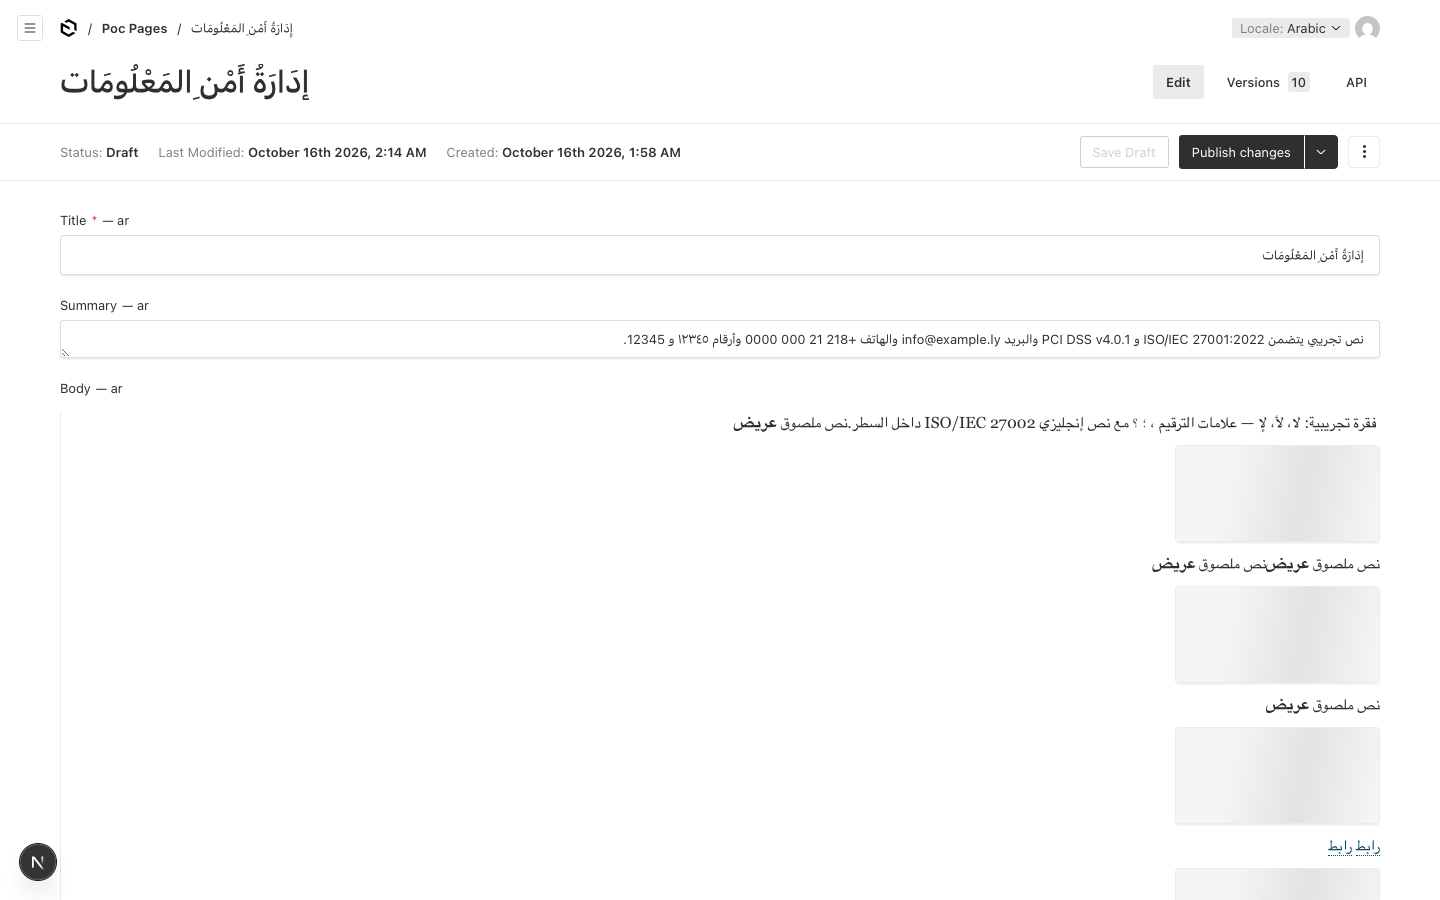 / Poc Pages / إدَارَةُ أَمْنِ المَعْلُومَات
Locale: Arabic
إدَارَةُ أَمْنِ المَعْلُومَات
Edit Versions 10 API
Status: Draft Last Modified: October 16th 2026, 2:14 AM Created: October 16th 2026, 1:58 AM
Save Draft Publish changes
Title * — ar
إدَارَةُ أَمْنِ المَعْلُومَات
Summary — ar
نص تجريبي يتضمن ISO/IEC 27001:2022 و PCI DSS v4.0.1 والبريد info@example.ly والهاتف +218 21 000 0000 وأرقام ١٢٣٤٥ و 12345.
Body — ar
فقرة تجريبية: لا، لأ، لإ — علامات الترقيم ، ؛ ؟ مع نص إنجليزي ISO/IEC 27002 داخل السطر.نص ملصوق عريض
نص ملصوق عريضنص ملصوق عريض
نص ملصوق عريض
رابط رابط
N